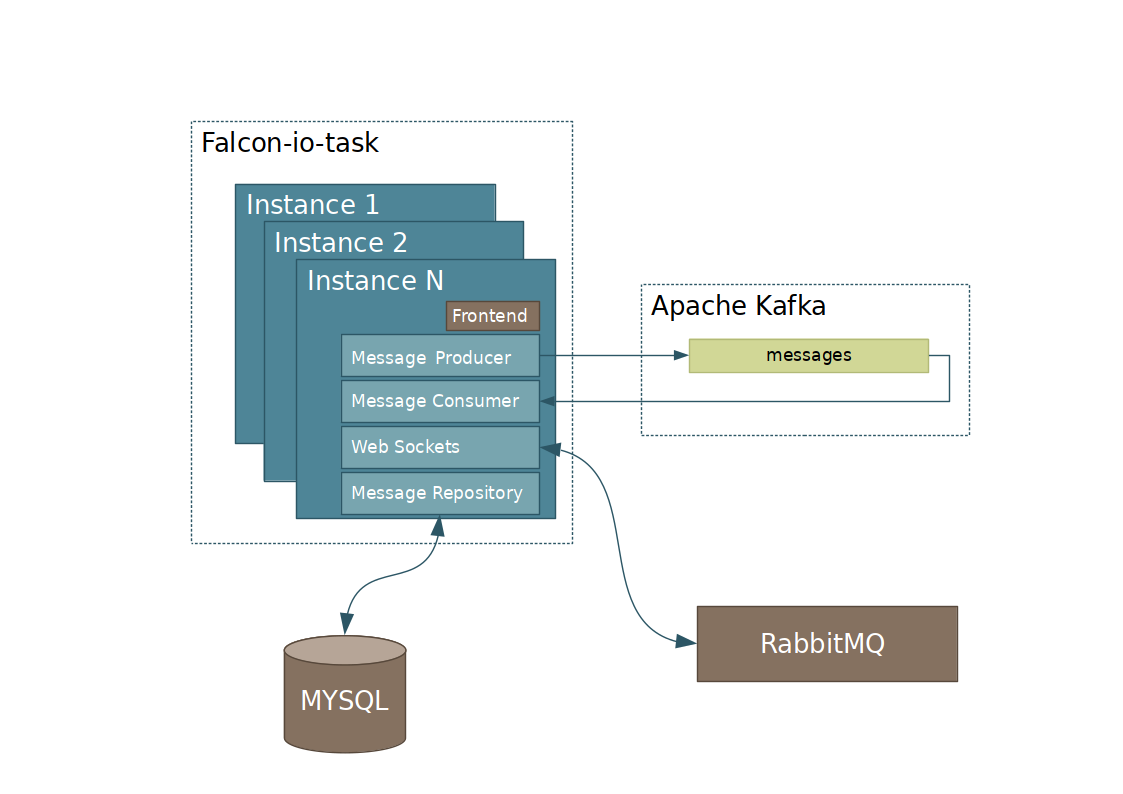 Falcon-io-task
Instance 1
Instance 2
Instance N
Frontend
Message Producer
Message Consumer
Web Sockets
Message Repository
Apache Kafka
messages
MYSQL
RabbitMQ